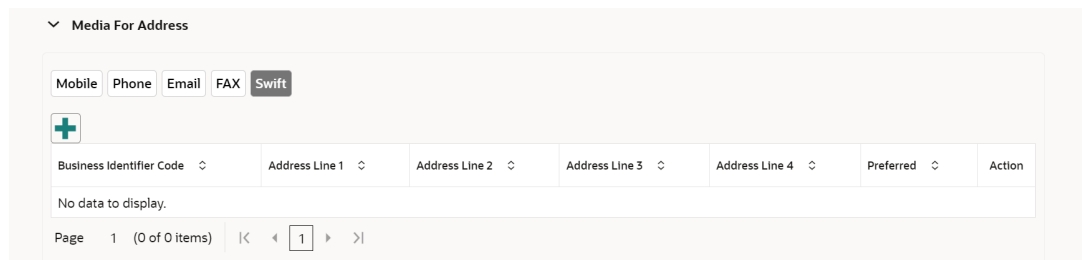 Media For Address
Mobile Phone Email FAX Swift
Business Identifier Code Address Line 1 Address Line 2 Address Line 3 Address Line 4 Preferred Action
No data to display.
Page 1 (0 of 0 items) 1